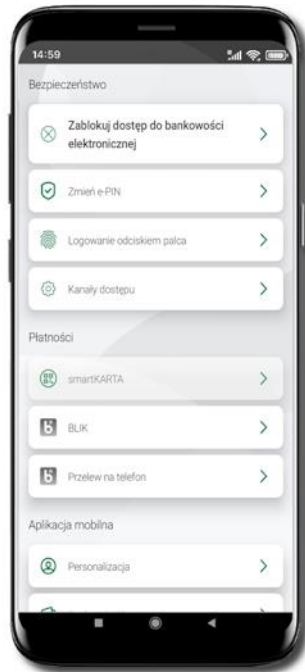 14:59
Bezpieczeństwo
Zablokuj dostęp do bankowości
elektronicznej
Zmień e-PIN
Logowanie odciskiem palca
Kanały dostępu
Płatności
smartKARTA
BLIK
Przelew na telefon
Aplikacja mobilna
Personalizacja